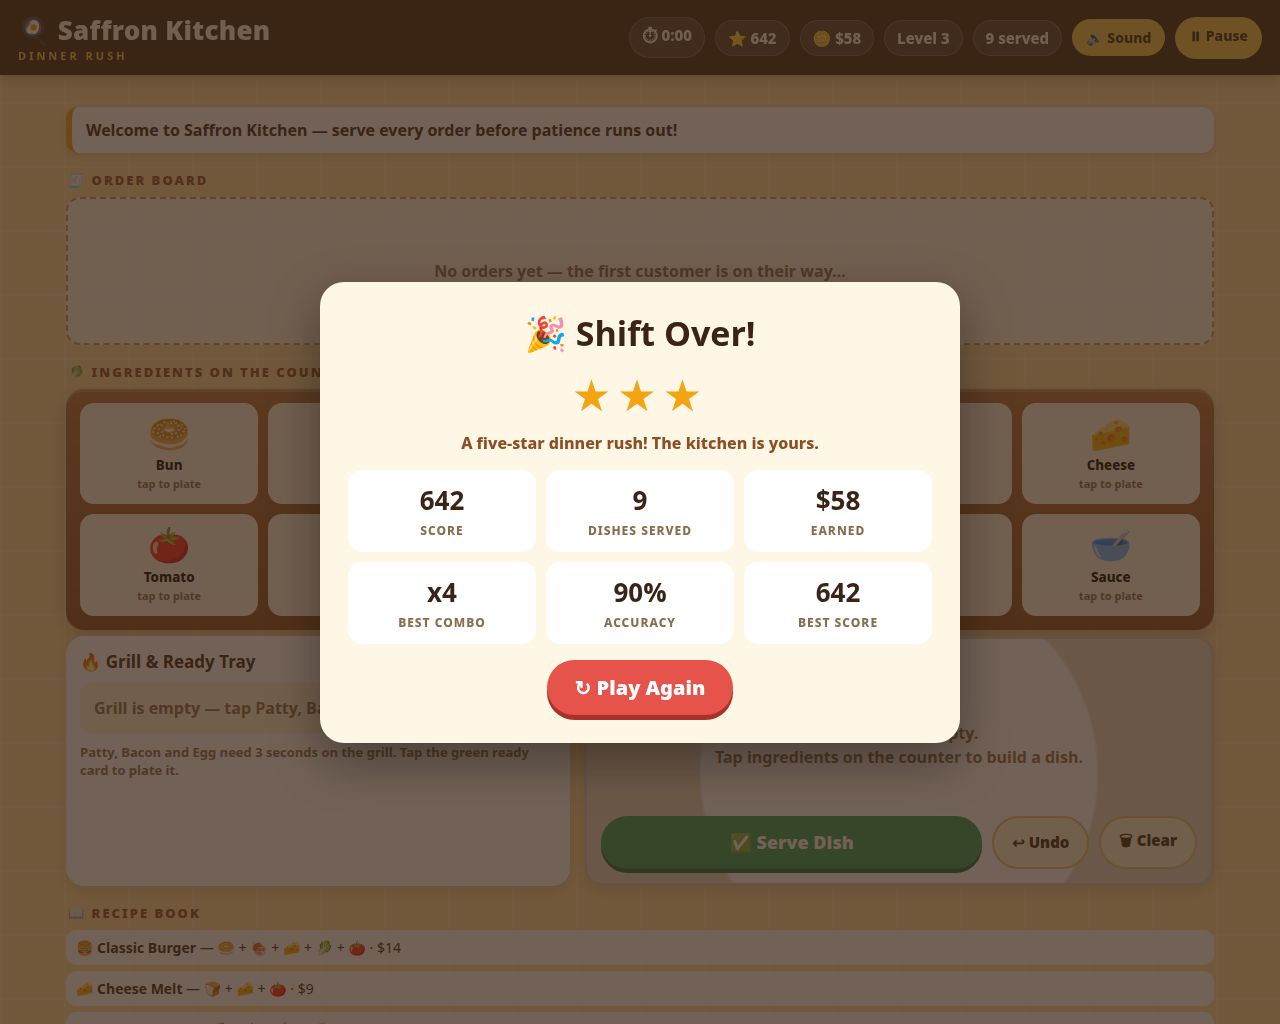 Saffron Kitchen
DINNER RUSH
0:00
642
$58
Level 3
9 served
Sound
Pause
Welcome to Saffron Kitchen — serve every order before patience runs out!
ORDER BOARD
No orders yet — the first customer is on their way...
INGREDIENTS ON THE COUN
Bun
tap to plate
Cheese
tap to plate
Tomato
tap to plate
Sauce
tap to plate
Shift Over!
★ ★ ★
A five-star dinner rush! The kitchen is yours.
642
SCORE
9
DISHES SERVED
$58
EARNED
x4
BEST COMBO
90%
ACCURACY
642
BEST SCORE
↻ Play Again
Grill & Ready Tray
Grill is empty — tap Patty, Ba
Patty, Bacon and Egg need 3 seconds on the grill. Tap the green ready
card to plate it.
pty.
Tap ingredients on the counter to build a dish.
Serve Dish
Undo
Clear
RECIPE BOOK
Classic Burger — + + + + · $14
Cheese Melt — + + · $9